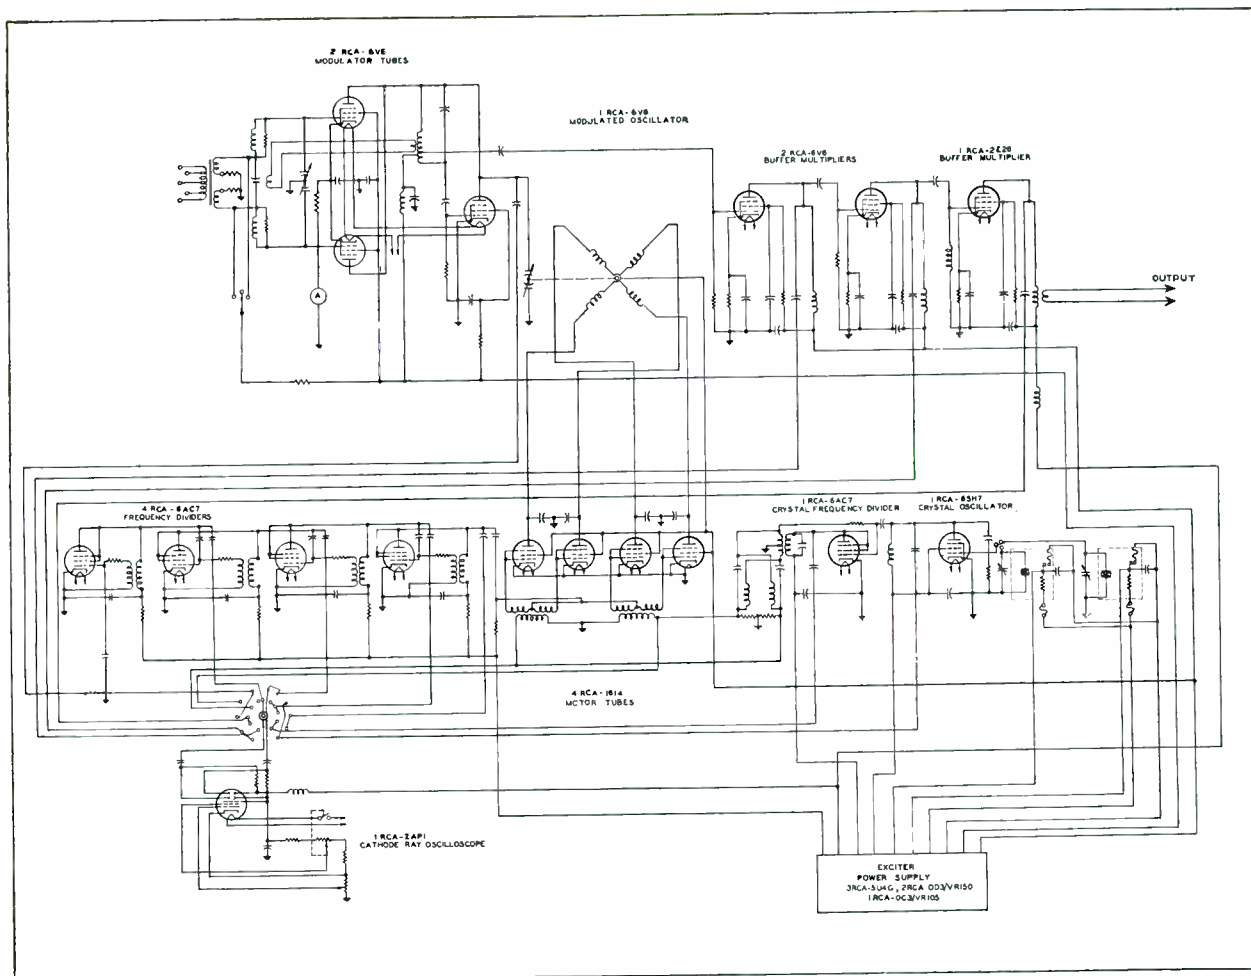 2 RCA-6V6
MODULATOR TUBES
1 RCA-6V6
MODULATED OSCILLATOR
2 RCA-6V6
BUFFER MULTIPLIERS
1 RCA-2E26
BUFFER MULTIPLIER
A
OUTPUT
4 RCA-6AC7
FREQUENCY DIVIDERS
1 RCA-6AC7
CRYSTAL FREQUENCY DIVIDER
1 RCA-6SH7
CRYSTAL OSCILLATOR
4 RCA-1614
MOTOR TUBES
1 RCA-2AP1
CATHODE RAY OSCILLOSCOPE
EXCITER
POWER SUPPLY
3RCA-5U4G, 2RCA OD3/VR150
1RCA-OC3/VR105